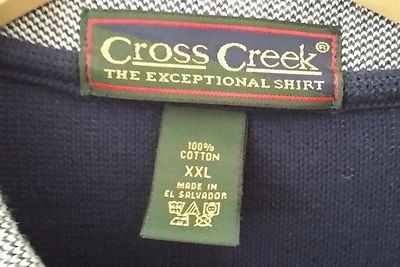 CROSS CREEK®
THE EXCEPTIONAL SHIRT
100%
COTTON
XXL
MADE IN
EL SALVADOR